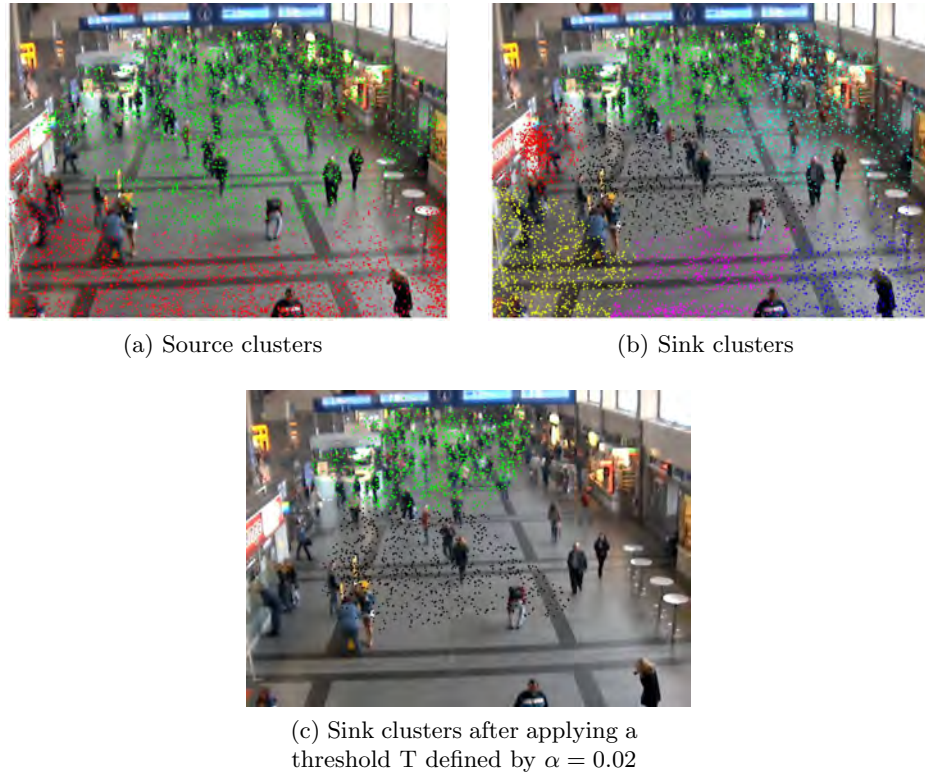 (a) Source clusters
(b) Sink clusters
(c) Sink clusters after applying a
threshold T defined by α = 0.02